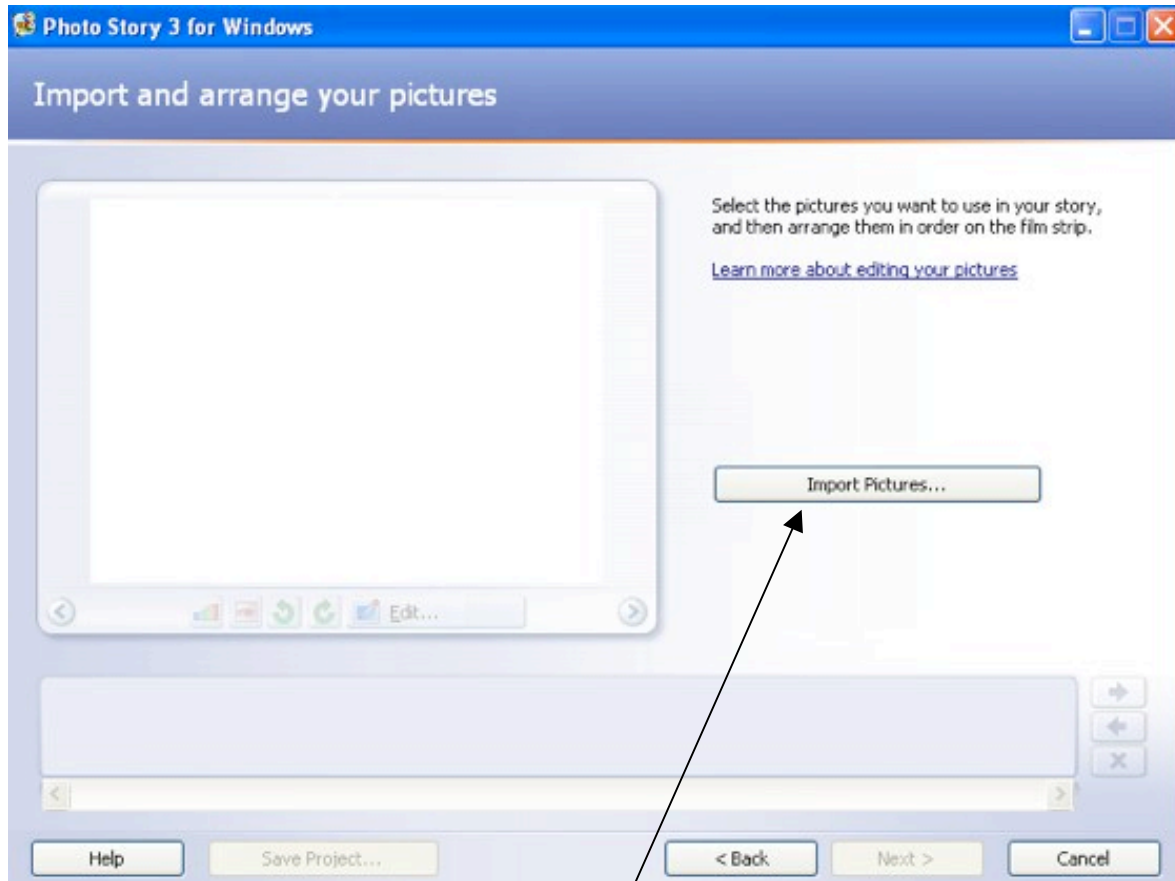 Photo Story 3 for Windows
Import and arrange your pictures
Select the pictures you want to use in your story,
and then arrange them in order on the film strip.
Learn more about editing your pictures
Import Pictures...
Edit...
Help
Save Project...
< Back
Next >
Cancel